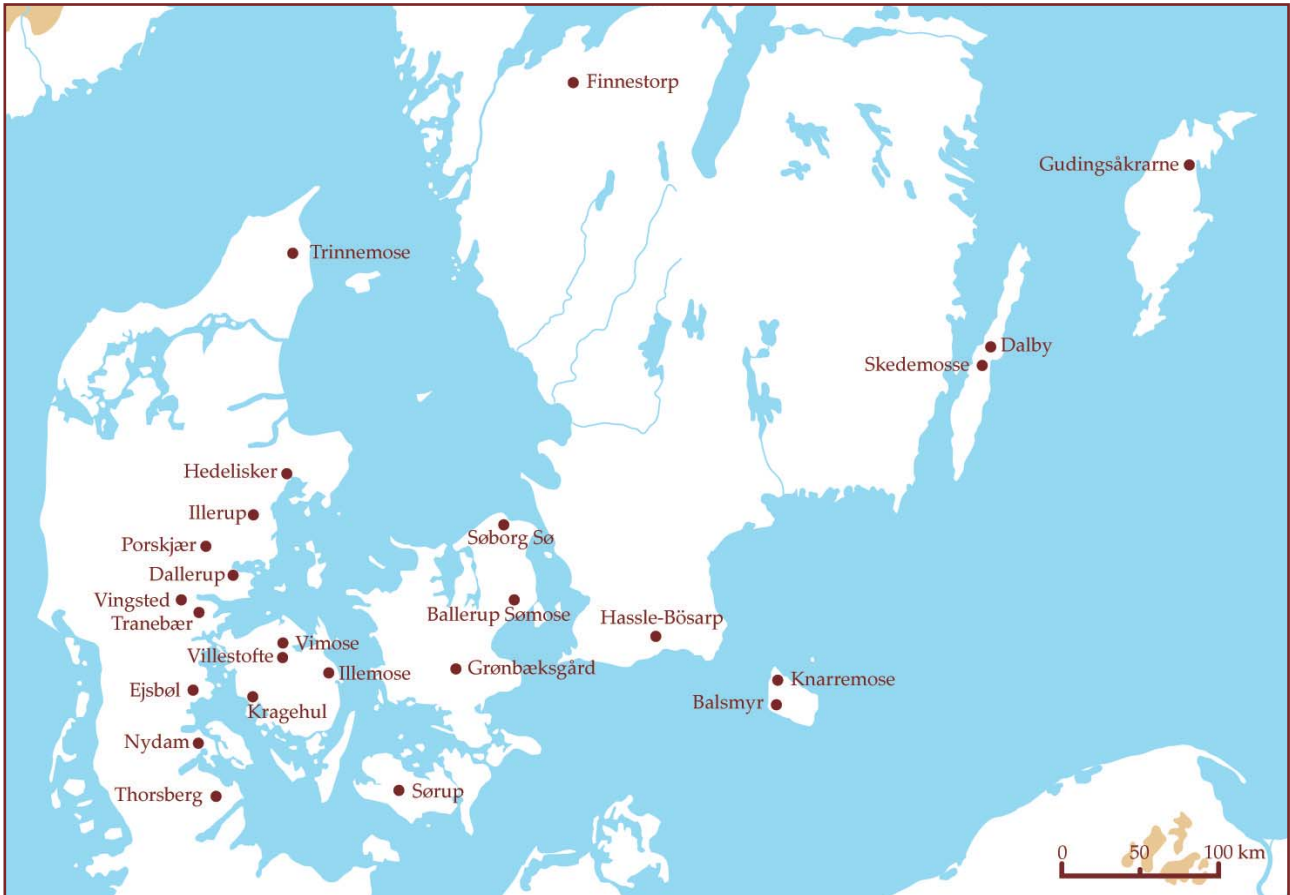 Finnestorp
Gudingsåkrarne
Trinnemose
Dalby
Skedemosse
Hedelisker
Illerup
Søborg Sø
Porskjær
Dallerup
Vingsted
Ballerup Sømose
Tranebær
Hassle-Bösarp
Vimose
Villestofte
Illemose
Grønbæksgård
Knarremose
Ejsbøl
Balsmyr
Kragehul
Nydam
Sørup
Thorsberg
0 50 100 km